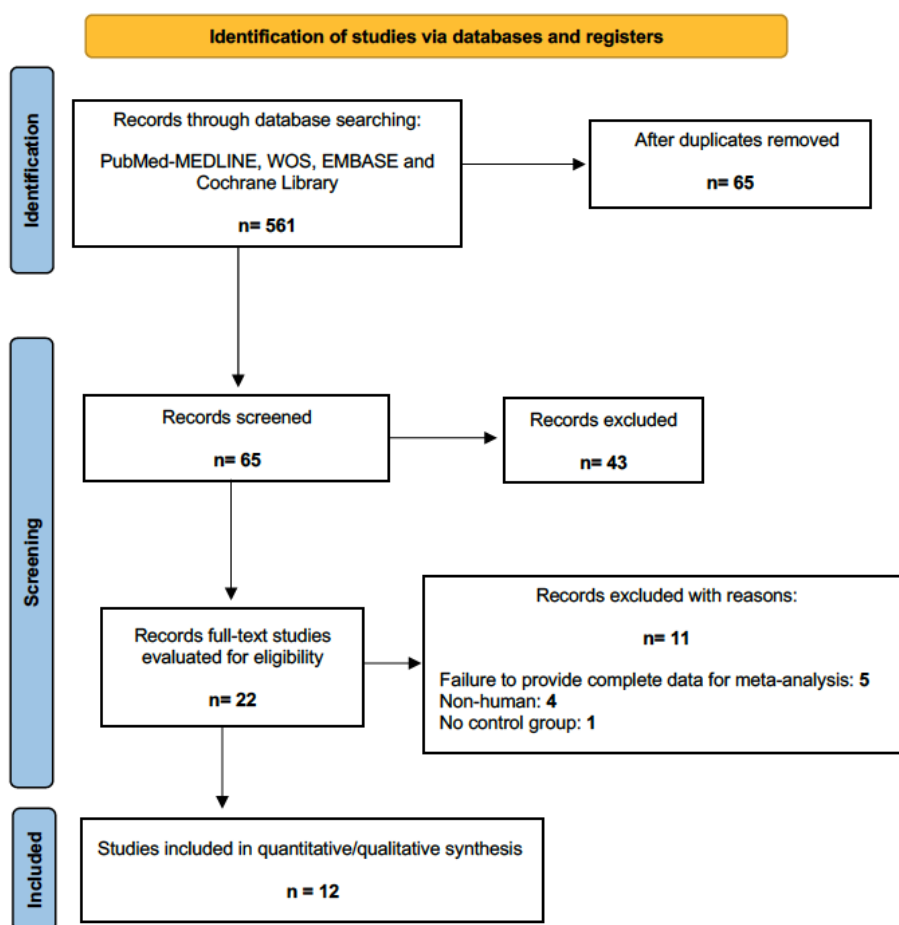 Identification of studies via databases and registers
Identification
Records through database searching:
PubMed-MEDLINE, WOS, EMBASE and
Cochrane Library
n= 561
After duplicates removed
n= 65
Screening
Records screened
n= 65
Records excluded
n= 43
Records full-text studies
evaluated for eligibility
n= 22
Records excluded with reasons:
n= 11
Failure to provide complete data for meta-analysis: 5
Non-human: 4
No control group: 1
Included
Studies included in quantitative/qualitative synthesis
n = 12